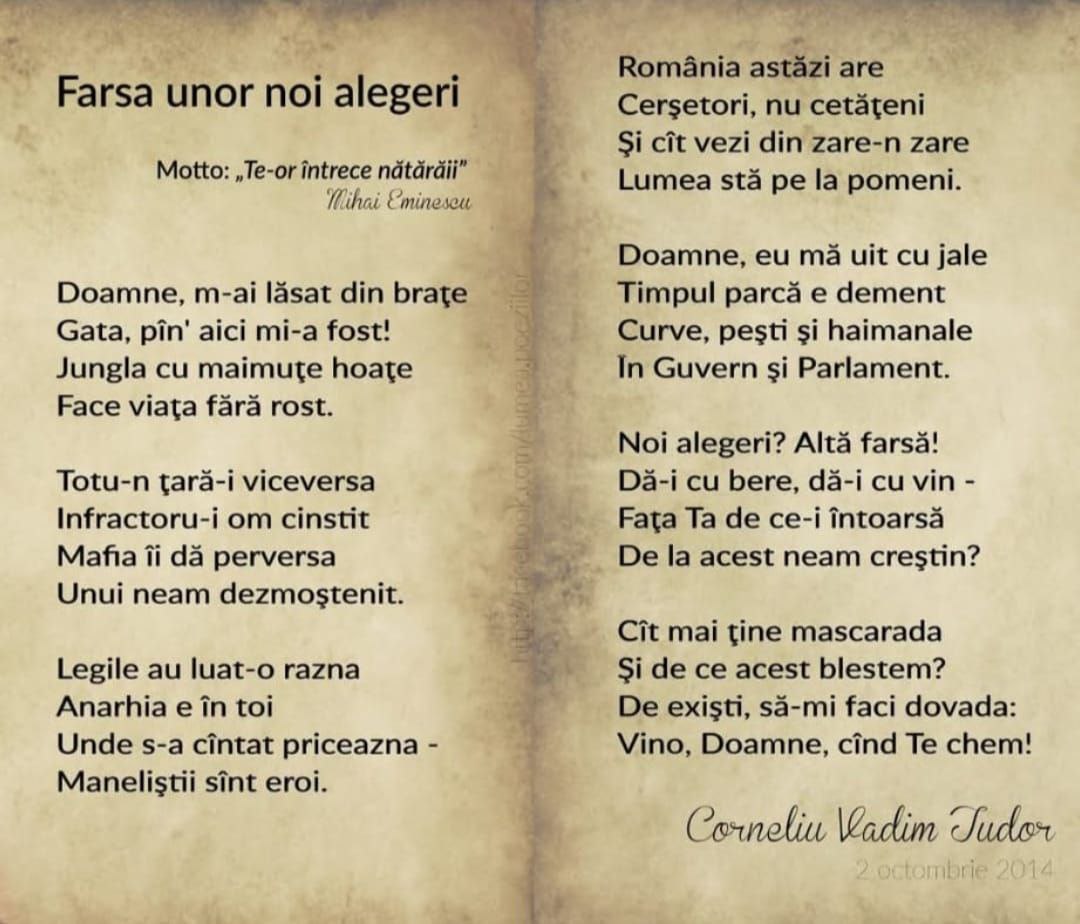 Farsa unor noi alegeri
Motto: „Te-or întrece nătărăii”
Mihai Eminescu
Doamne, m-ai lăsat din braţe
Gata, pîn' aici mi-a fost!
Jungla cu maimuţe hoaţe
Face viaţa fără rost.
Totu-n ţară-i viceversa
Infractoru-i om cinstit
Mafia îi dă perversa
Unui neam dezmoştenit.
Legile au luat-o razna
Anarhia e în toi
Unde s-a cîntat priceazna -
Maneliştii sînt eroi.
România astăzi are
Cerşetori, nu cetăţeni
Şi cît vezi din zare-n zare
Lumea stă pe la pomeni.
Doamne, eu mă uit cu jale
Timpul parcă e dement
Curve, peşti şi haimanale
În Guvern şi Parlament.
Noi alegeri? Altă farsă!
Dă-i cu bere, dă-i cu vin -
Faţa Ta de ce-i întoarsă
De la acest neam creştin?
Cît mai ţine mascarada
Şi de ce acest blestem?
De exişti, să-mi faci dovada:
Vino, Doamne, cînd Te chem!
Corneliu Vadim Tudor
2 octombrie 2014